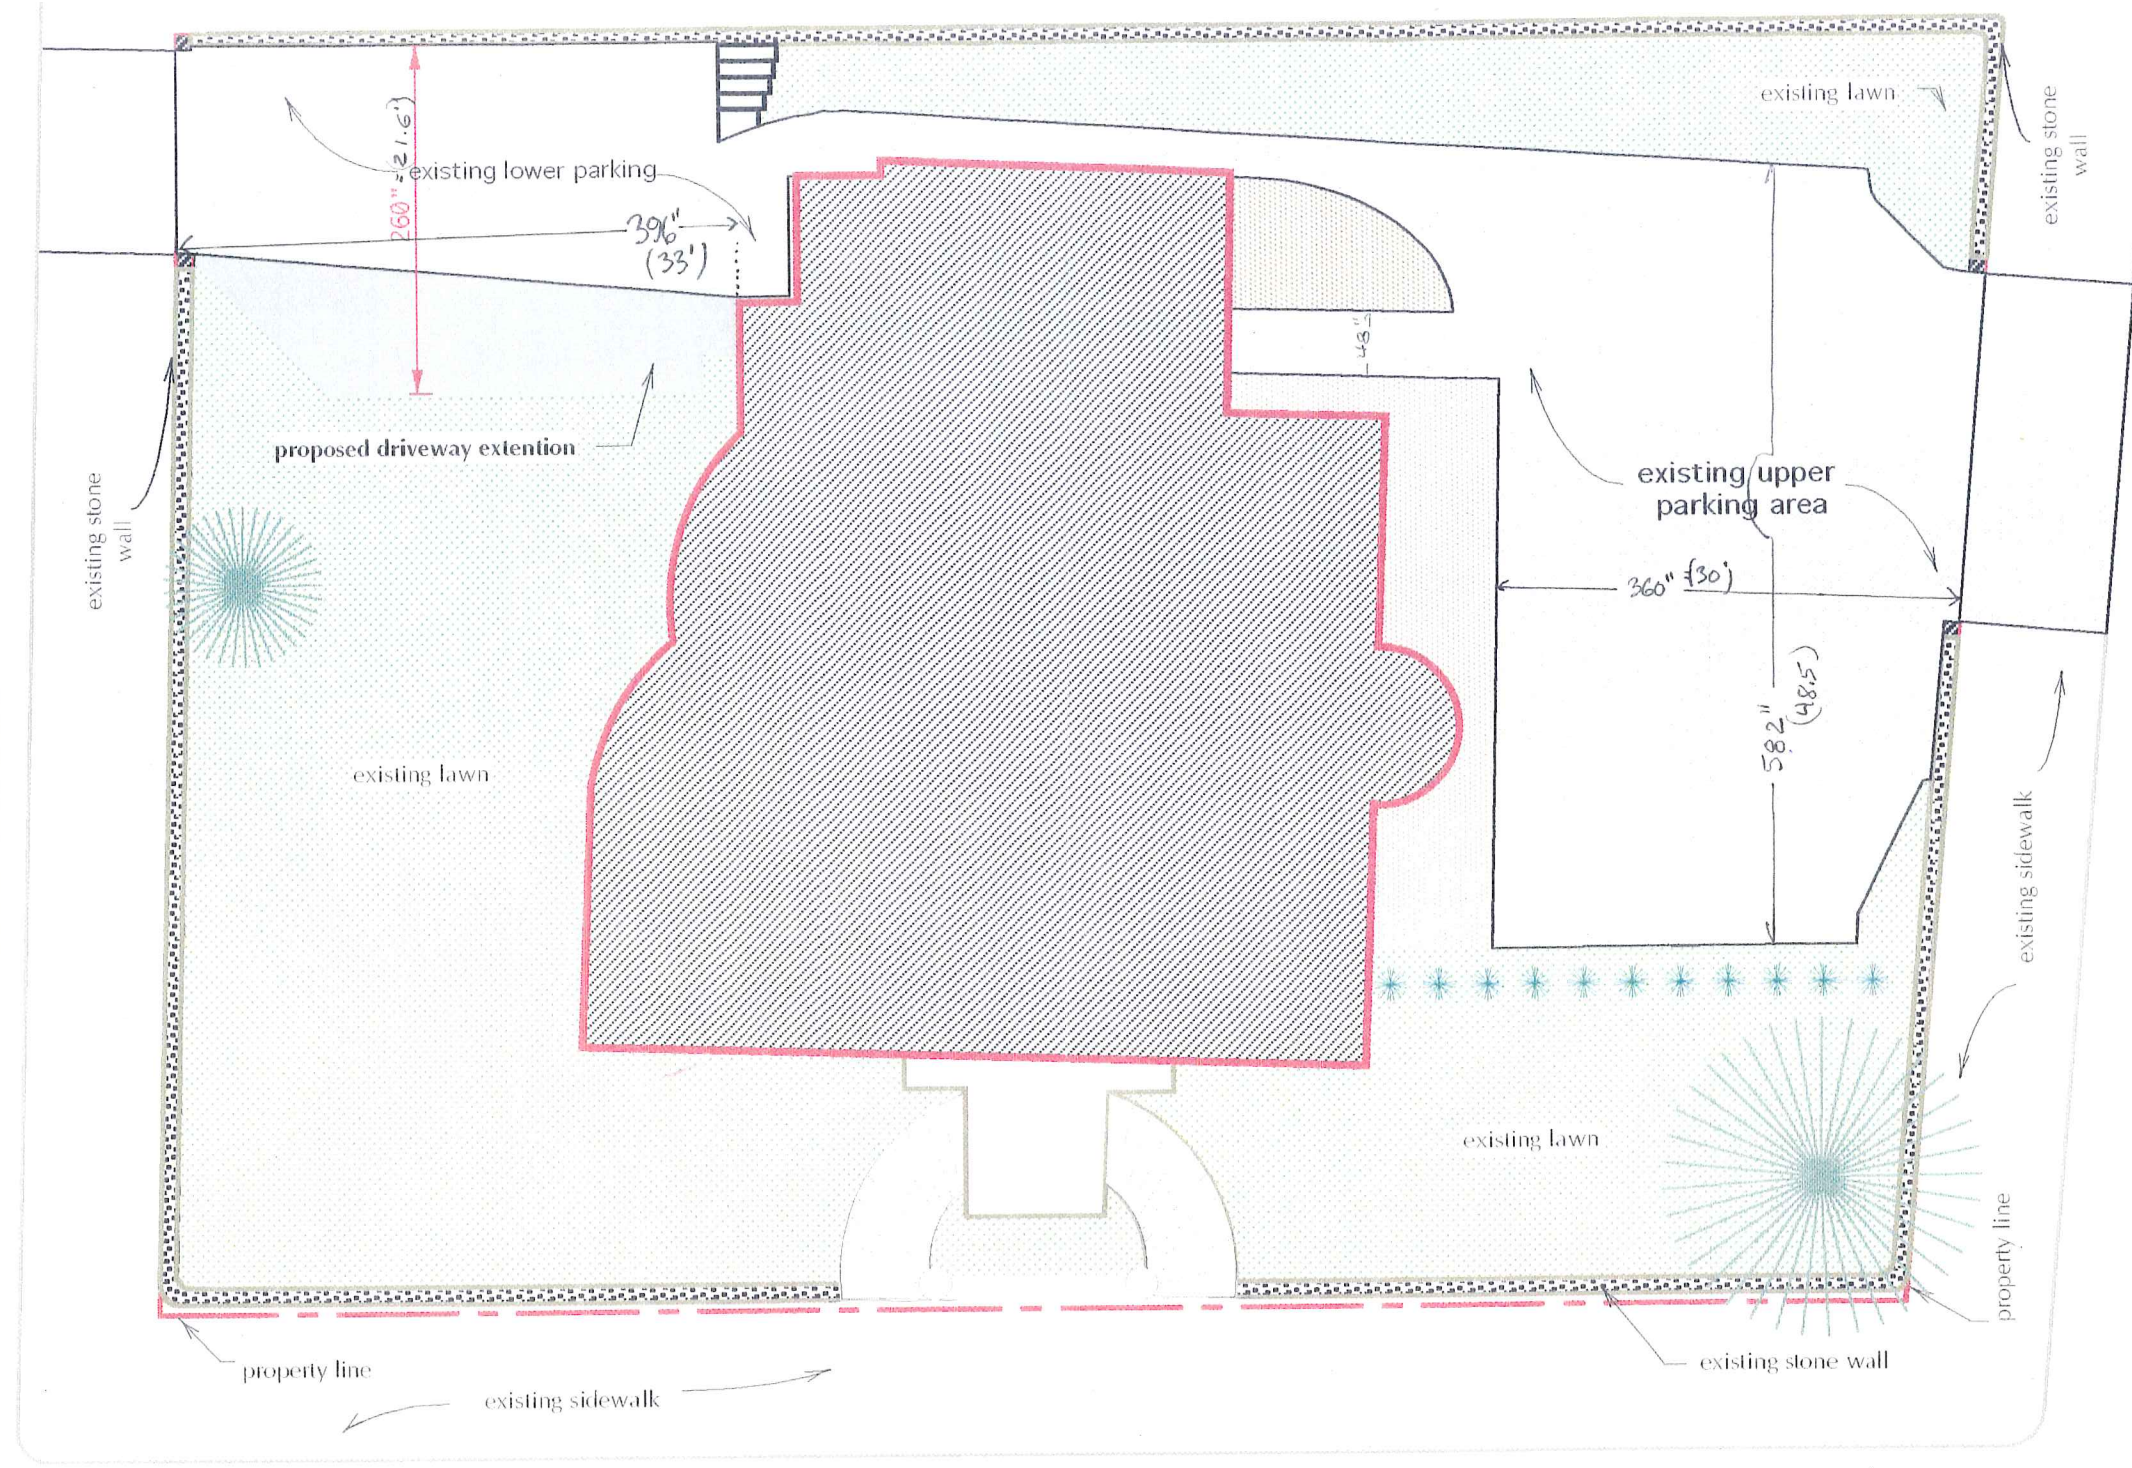 existing lawn
existing stone
wall
260" = 21.6')
existing lower parking
396"
(33')
48"
proposed driveway extention
existing upper
parking area
existing stone
wall
360" (30')
582"
(48.5)
existing lawn
existing sidewalk
existing lawn
property line
property line
existing stone wall
existing sidewalk